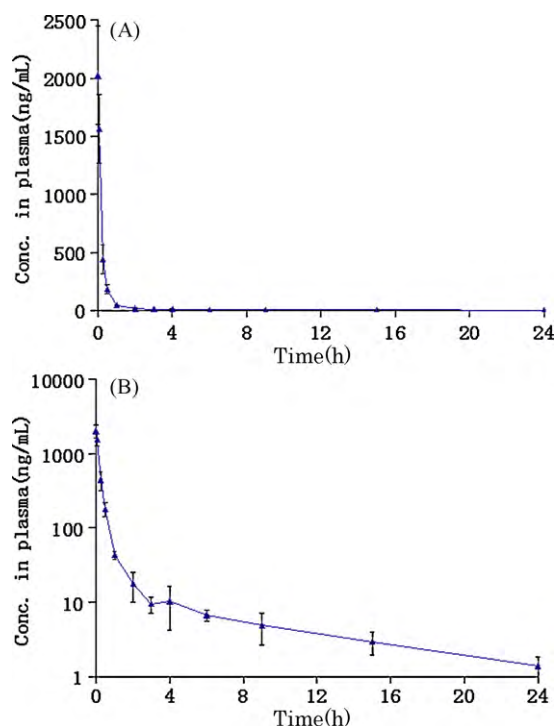 (A)
Conc. in plasma(ng/mL)
2500
2000
1500
1000
500
0
0 4 8 12 16 20 24
Time(h)
(B)
Conc. in plasma(ng/mL)
10000
1000
100
10
1
0 4 8 12 16 20 24
Time(h)